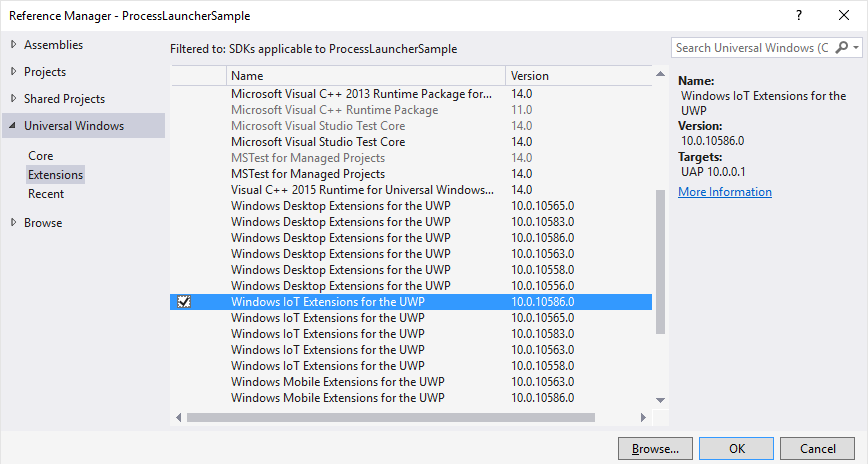 Reference Manager - ProcessLauncherSample
?
Assemblies
Projects
Shared Projects
Universal Windows
Core
Extensions
Recent
Browse
Filtered to: SDKs applicable to ProcessLauncherSample
Name Version
Microsoft Visual C++ 2013 Runtime Package for... 14.0
Microsoft Visual C++ Runtime Package 11.0
Microsoft Visual Studio Test Core 14.0
Microsoft Visual Studio Test Core 14.0
MSTest for Managed Projects 14.0
MSTest for Managed Projects 14.0
Visual C++ 2015 Runtime for Universal Windows... 14.0
Windows Desktop Extensions for the UWP 10.0.10565.0
Windows Desktop Extensions for the UWP 10.0.10583.0
Windows Desktop Extensions for the UWP 10.0.10586.0
Windows Desktop Extensions for the UWP 10.0.10563.0
Windows Desktop Extensions for the UWP 10.0.10558.0
Windows Desktop Extensions for the UWP 10.0.10556.0
Windows IoT Extensions for the UWP 10.0.10586.0
Windows IoT Extensions for the UWP 10.0.10565.0
Windows IoT Extensions for the UWP 10.0.10583.0
Windows IoT Extensions for the UWP 10.0.10563.0
Windows IoT Extensions for the UWP 10.0.10558.0
Windows Mobile Extensions for the UWP 10.0.10563.0
Windows Mobile Extensions for the UWP 10.0.10586.0
Search Universal Windows (C
Name:
Windows IoT Extensions for the
UWP
Version:
10.0.10586.0
Targets:
UAP 10.0.0.1
More Information
Browse...
OK
Cancel